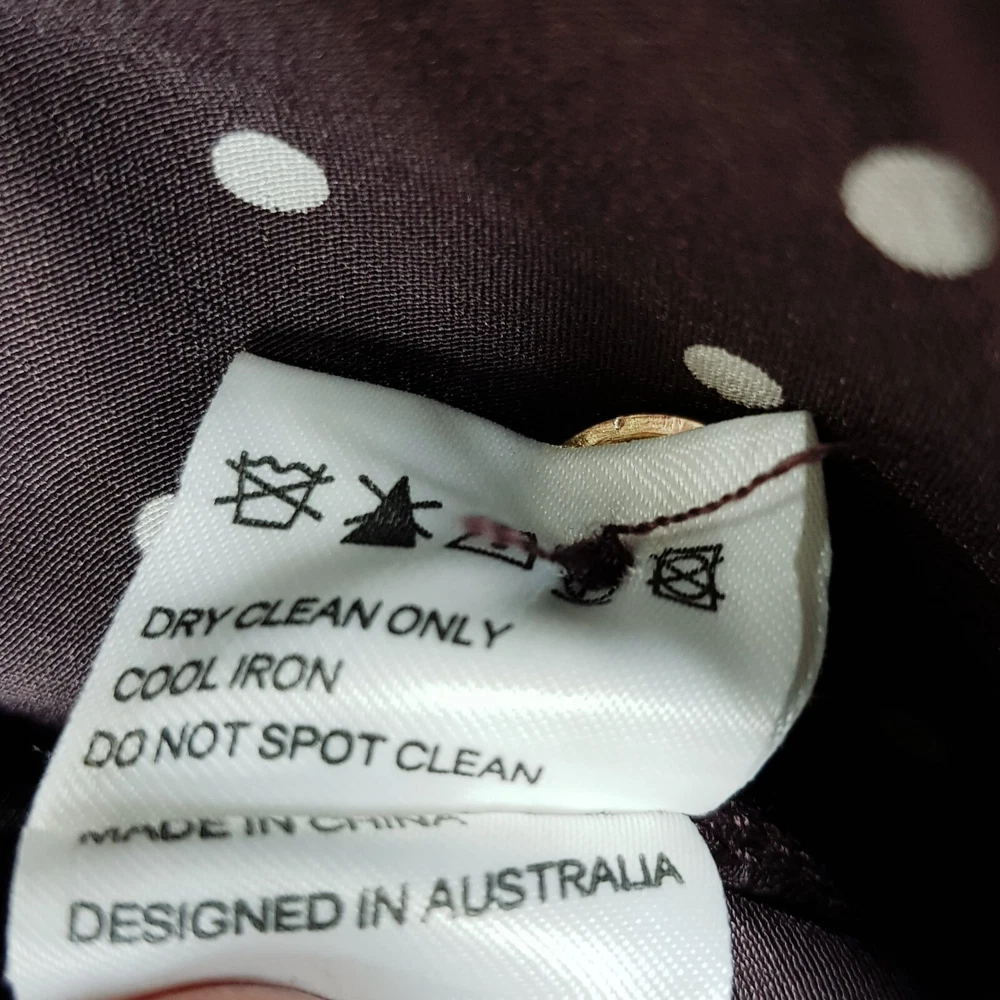 DRY CLEAN ONLY
COOL IRON
DO NOT SPOT CLEAN
MADE IN CHINA
DESIGNED IN AUSTRALIA